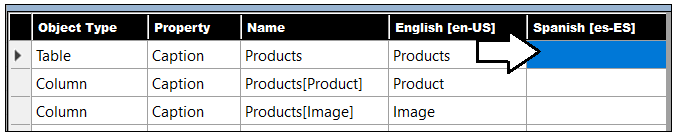 Object Type Property Name English [en-US] Spanish [es-ES]
Table Caption Products Products
Column Caption Products[Product] Product
Column Caption Products[Image] Image